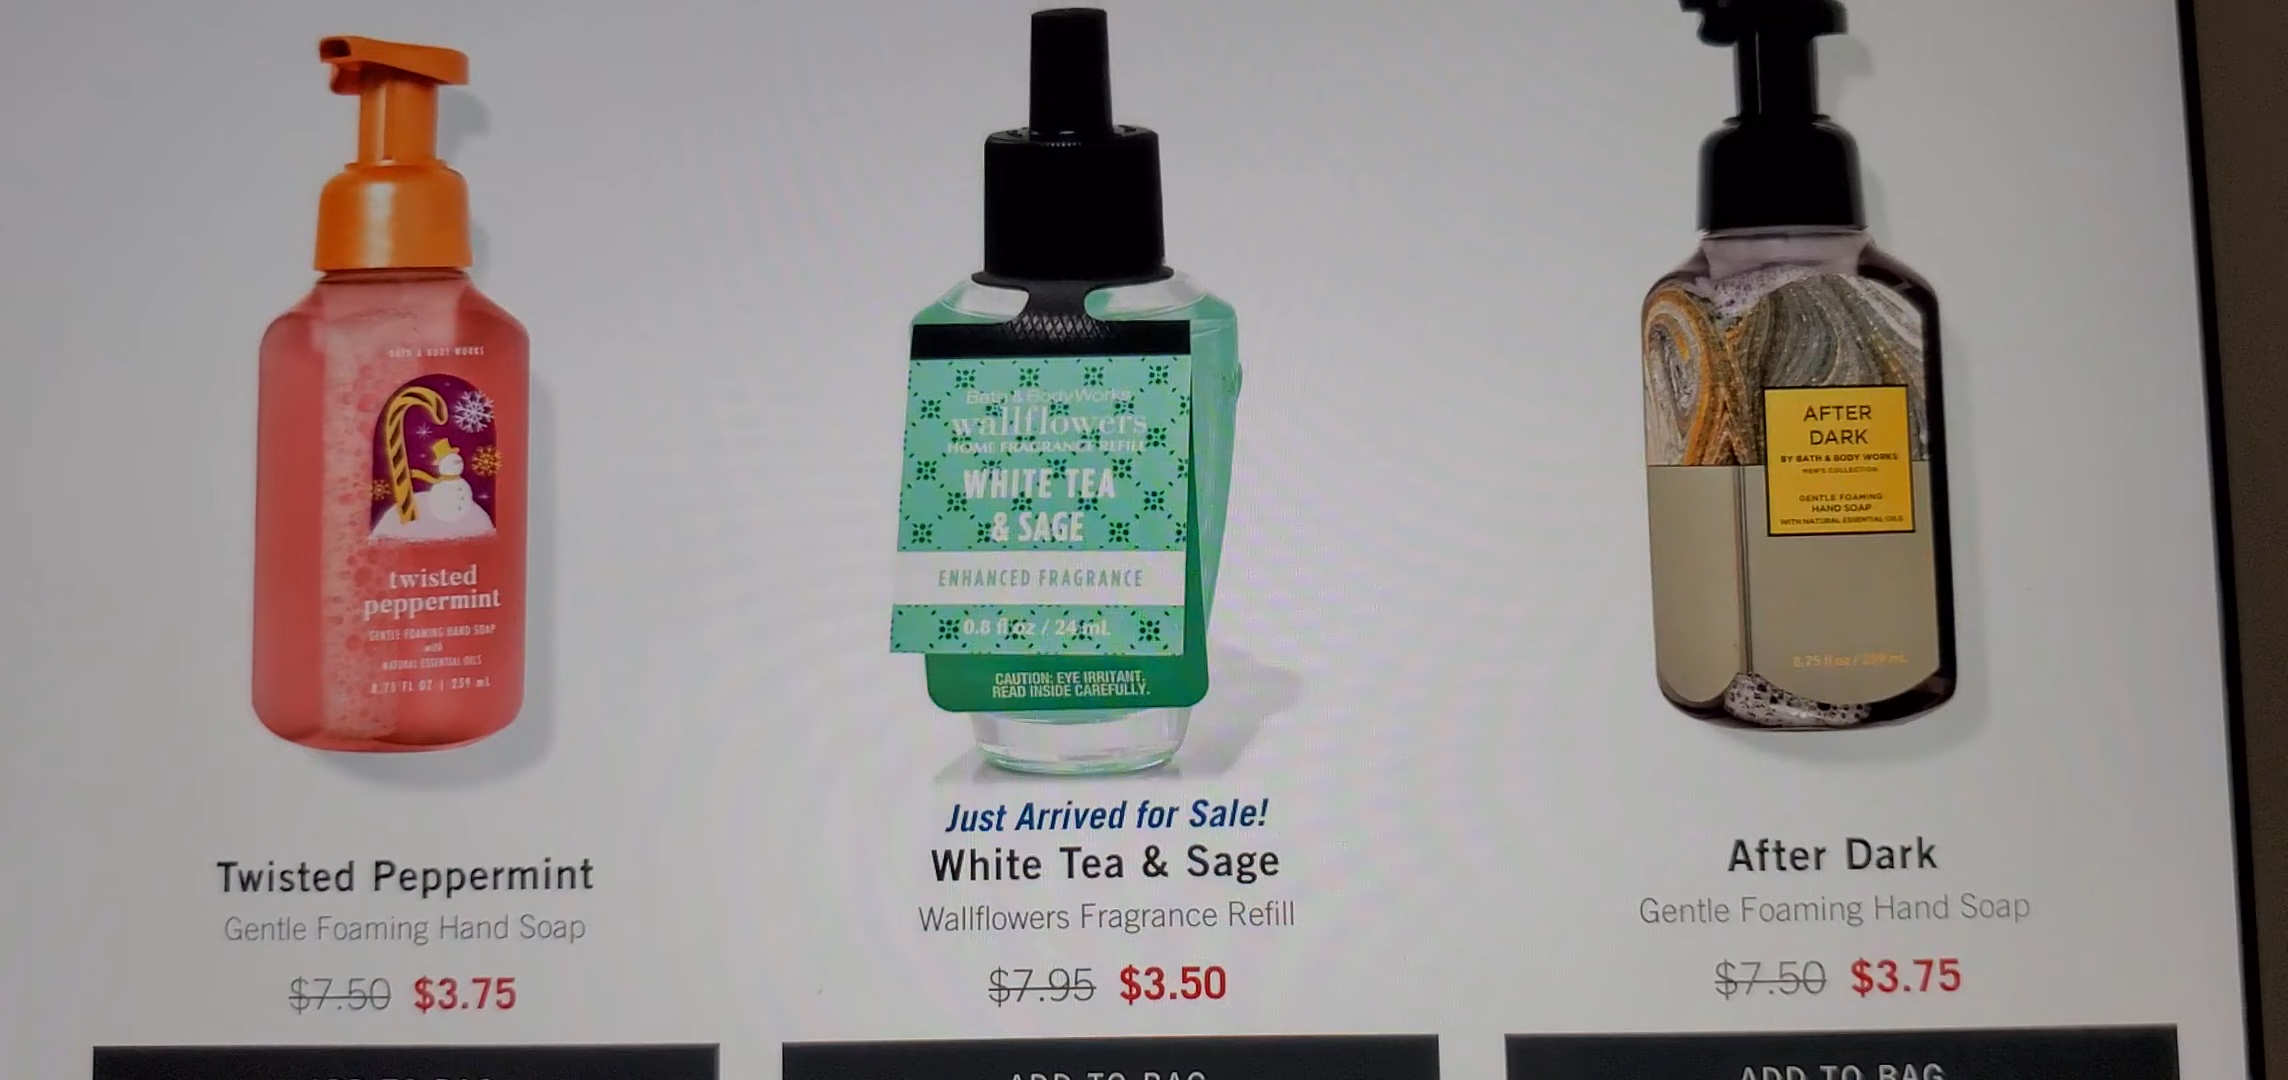 BATH & BODY WORKS
twisted
peppermint
GENTLE FOAMING HAND SOAP
with
NATURAL ESSENTIAL OILS
8.75 FL OZ | 259 mL
Twisted Peppermint
Gentle Foaming Hand Soap
$7.50 $3.75
ADD TO BAG
Bath & Body Works
wallflowers
HOME FRAGRANCE REFILL
WHITE TEA
& SAGE
ENHANCED FRAGRANCE
0.8 fl oz / 24 mL
CAUTION: EYE IRRITANT.
READ INSIDE CAREFULLY.
Just Arrived for Sale!
White Tea & Sage
Wallflowers Fragrance Refill
$7.95 $3.50
ADD TO BAG
AFTER
DARK
BY BATH & BODY WORKS
MEN'S COLLECTION
GENTLE FOAMING
HAND SOAP
WITH NATURAL ESSENTIAL OILS
8.75 fl oz / 259 mL
After Dark
Gentle Foaming Hand Soap
$7.50 $3.75
ADD TO BAG